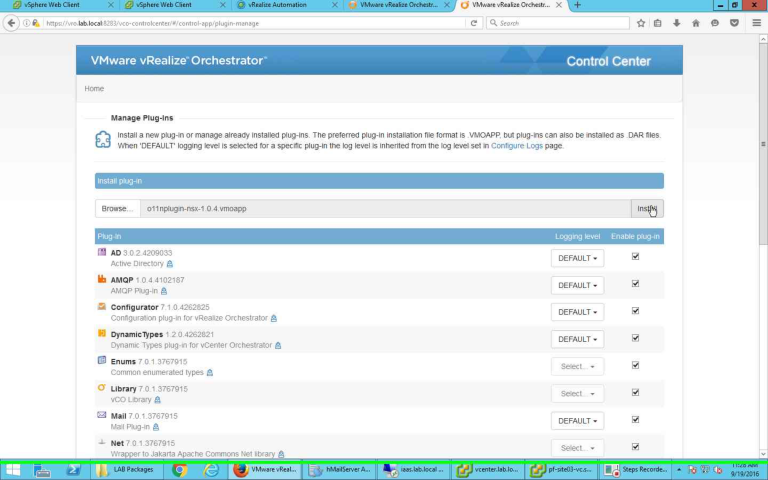 vSphere Web Client
vSphere Web Client
vRealize Automation
VMware vRealize Orchestr...
VMware vRealize Orchestr...
https://vro.lab.local:8283/vco-controlcenter/#/control-app/plugin-manage
Search
VMware vRealize Orchestrator
Control Center
Home
Manage Plug-Ins
Install a new plug-in or manage already installed plug-ins. The preferred plug-in installation file format is .VMOAPP, but plug-ins can also be installed as .DAR files.
When 'DEFAULT' logging level is selected for a specific plug-in the log level is inherited from the log level set in Configure Logs page.
Install plug-in
Browse... o11nplugin-nsx-1.0.4.vmoapp Install
Plug-in Logging level Enable plug-in
AD 3.0.2.4209033
Active Directory
DEFAULT
AMQP 1.0.4.4102187
AMQP Plug-in
DEFAULT
Configurator 7.1.0.4262825
Configuration plug-in for vRealize Orchestrator
DEFAULT
DynamicTypes 1.2.0.4262821
Dynamic Types plug-in for vCenter Orchestrator
DEFAULT
Enums 7.0.1.3767915
Common enumerated types
Select...
Library 7.0.1.3767915
vCO Library
Select...
Mail 7.0.1.3767915
Mail Plug-in
DEFAULT
Net 7.0.1.3767915
Wrapper to Jakarta Apache Commons Net library
Select...
LAB Packages
VMware vReal...
hMailServer A...
iaas.lab.local ...
vcenter.lab.lo...
pf-site03-vc.s...
Steps Recorde...
11:28 AM
9/19/2016